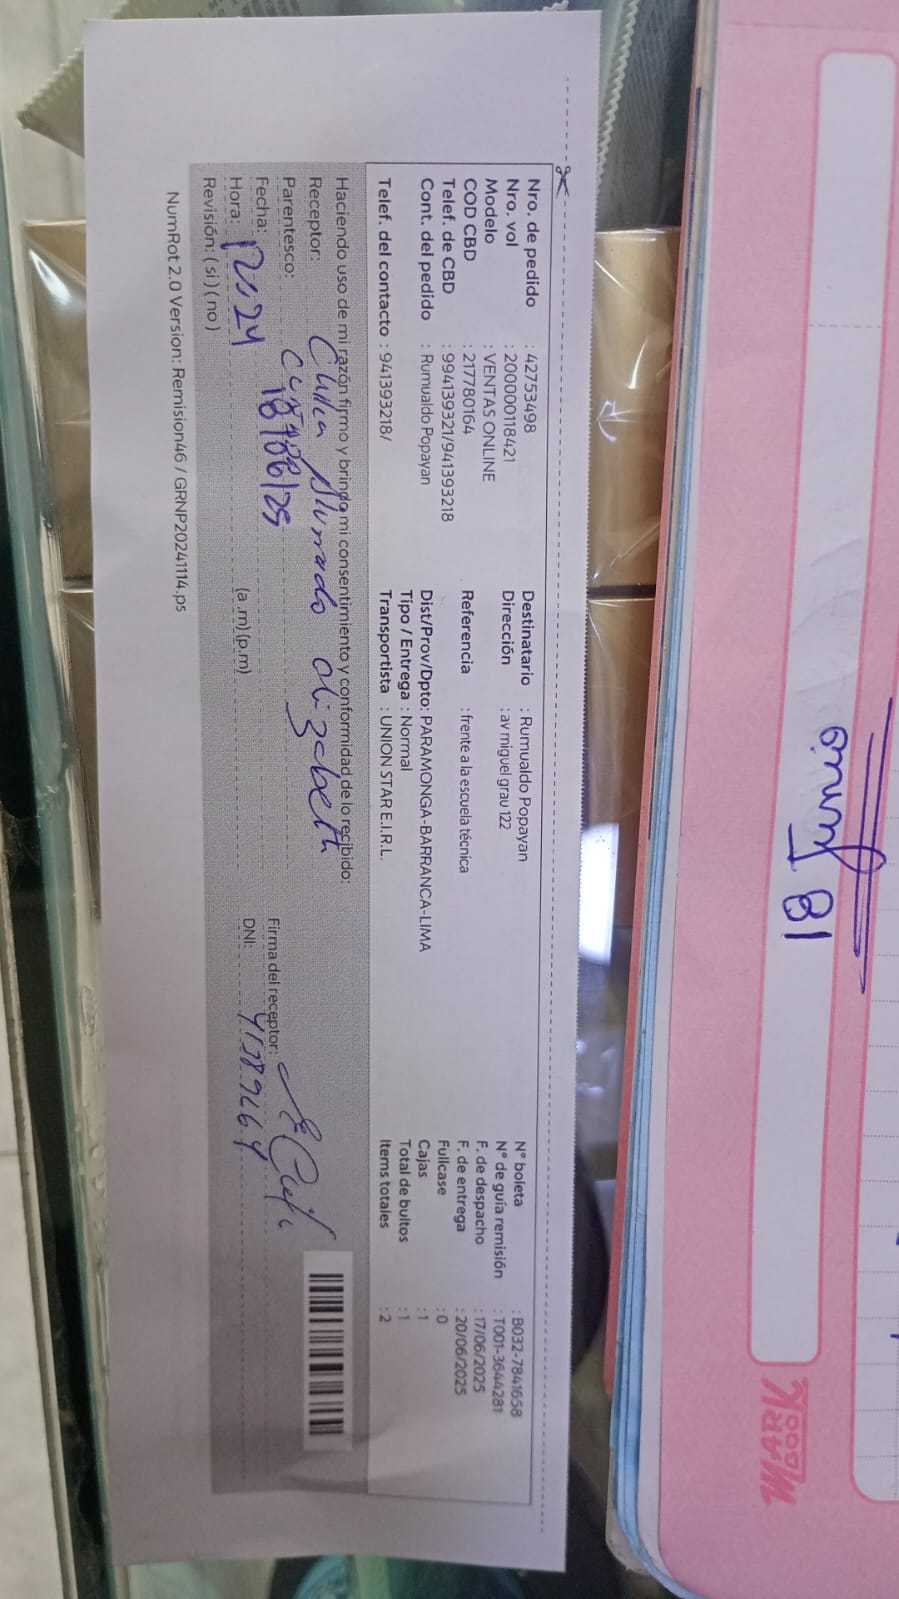 Nro. de pedido : 42753498
Nro. vol : 200000118421
Modelo : VENTAS ONLINE
COD CBD : 217780164
Telef. de CBD : 994139321/941393218
Cont. del pedido : Rumualdo Popayan
Telef. del contacto : 941393218/
Destinatario : Rumualdo Popayan
Dirección : av miguel grau 122
Referencia : frente a la escuela técnica
Dist/Prov/Dpto: PARAMONGA-BARRANCA-LIMA
Tipo / Entrega : Normal
Transportista : UNION STAR E.I.R.L.
N° boleta : B032-7841658
N° de guía remisión : T001-3644281
F. de despacho : 17/06/2025
F. de entrega : 20/06/2025
Fullcase : 0
Cajas : 1
Total de bultos : 1
Items totales : 2
Haciendo uso de mi razón firmo y brindo mi consentimiento y conformidad de lo recibido:
Receptor:
Parentesco:
Fecha: 18/06/25
Hora: 12:24 (a.m) (p.m)
Revisión: ( si ) ( no )
Firma del receptor:
DNI:
NumRot 2.0 Version: Remision46 / GRNP20241114.ps
18 Junio